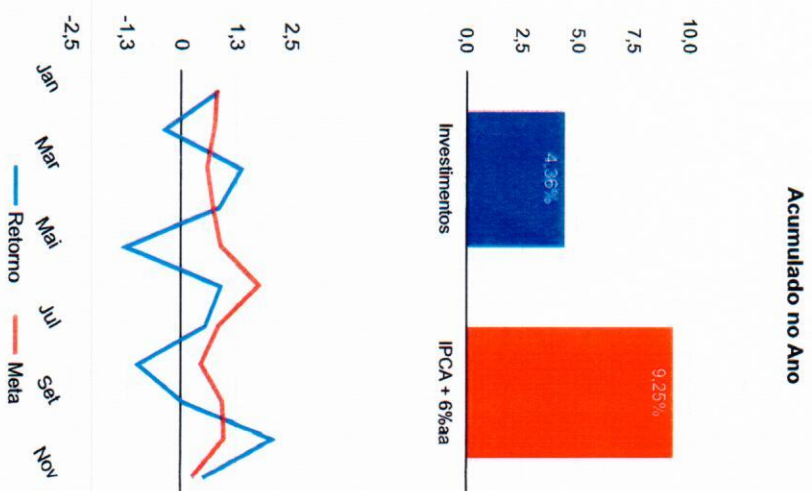 Acumulado no Ano
10,0
7,5
5,0
2,5
0,0
4,36%
9,25%
Investimentos
IPCA + 6%aa
2,5
1,3
0
-1,3
-2,5
Jan
Mar
Mai
Jul
Set
Nov
Retorno
Meta